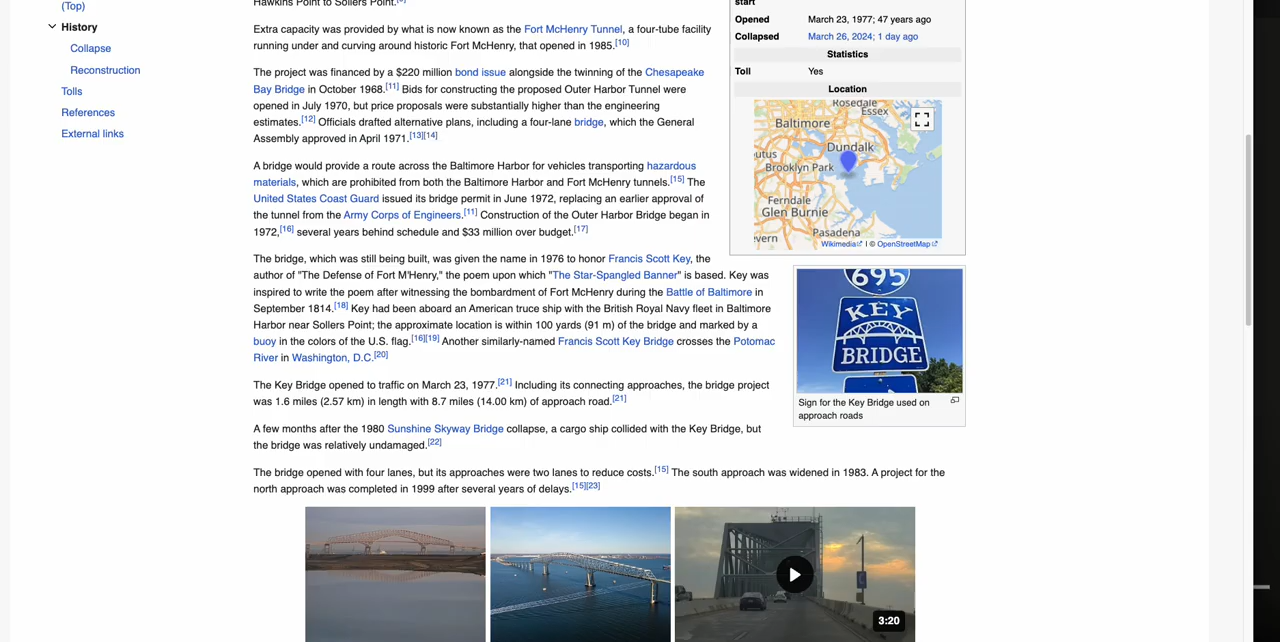 (Top)
History
Collapse
Reconstruction
Tolls
References
External links
Hawkins Point to Sollers Point.
Extra capacity was provided by what is now known as the Fort McHenry Tunnel, a four-tube facility
running under and curving around historic Fort McHenry, that opened in 1985.[10]
The project was financed by a $220 million bond issue alongside the twinning of the Chesapeake
Bay Bridge in October 1968.[11] Bids for constructing the proposed Outer Harbor Tunnel were
opened in July 1970, but price proposals were substantially higher than the engineering
estimates.[12] Officials drafted alternative plans, including a four-lane bridge, which the General
Assembly approved in April 1971.[13][14]
A bridge would provide a route across the Baltimore Harbor for vehicles transporting hazardous
materials, which are prohibited from both the Baltimore Harbor and Fort McHenry tunnels.[15] The
United States Coast Guard issued its bridge permit in June 1972, replacing an earlier approval of
the tunnel from the Army Corps of Engineers.[11] Construction of the Outer Harbor Bridge began in
1972,[16] several years behind schedule and $33 million over budget.[17]
The bridge, which was still being built, was given the name in 1976 to honor Francis Scott Key, the
author of "The Defense of Fort M'Henry," the poem upon which "The Star-Spangled Banner" is based. Key was
inspired to write the poem after witnessing the bombardment of Fort McHenry during the Battle of Baltimore in
September 1814.[18] Key had been aboard an American truce ship with the British Royal Navy fleet in Baltimore
Harbor near Sollers Point; the approximate location is within 100 yards (91 m) of the bridge and marked by a
buoy in the colors of the U.S. flag.[16][19] Another similarly-named Francis Scott Key Bridge crosses the Potomac
River in Washington, D.C.[20]
The Key Bridge opened to traffic on March 23, 1977.[21] Including its connecting approaches, the bridge project
was 1.6 miles (2.57 km) in length with 8.7 miles (14.00 km) of approach road.[21]
A few months after the 1980 Sunshine Skyway Bridge collapse, a cargo ship collided with the Key Bridge, but
the bridge was relatively undamaged.[22]
The bridge opened with four lanes, but its approaches were two lanes to reduce costs.[15] The south approach was widened in 1983. A project for the
north approach was completed in 1999 after several years of delays.[15][23]
3:20
start
Opened March 23, 1977; 47 years ago
Collapsed March 26, 2024; 1 day ago
Statistics
Toll Yes
Location
Rosedale
Essex
Baltimore
Dundalk
utus
Brooklyn Park
Ferndale
Glen Burnie
Pasadena
vern
Wikimedia | © OpenStreetMap
695
KEY
BRIDGE
Sign for the Key Bridge used on
approach roads